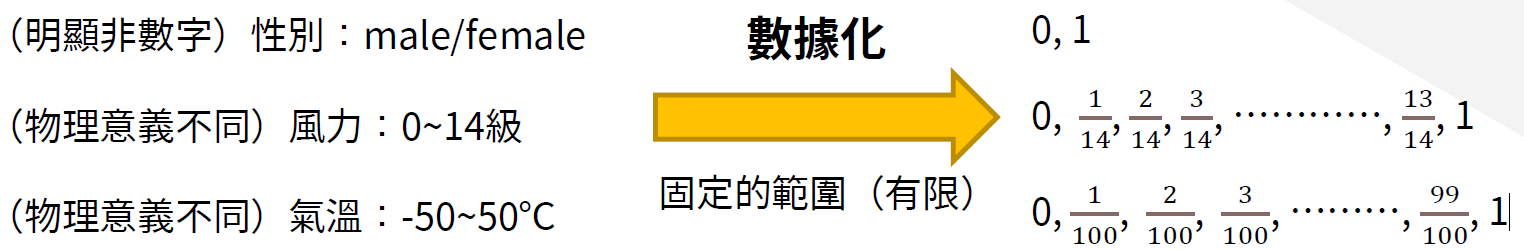 （明顯非數字）性別：male/female
數據化
0, 1
（物理意義不同）風力：0~14級
0, 1/14, 2/14, 3/14, …………, 13/14, 1
固定的範圍（有限）
（物理意義不同）氣溫：-50~50°C
0, 1/100, 2/100, 3/100, ………, 99/100, 1